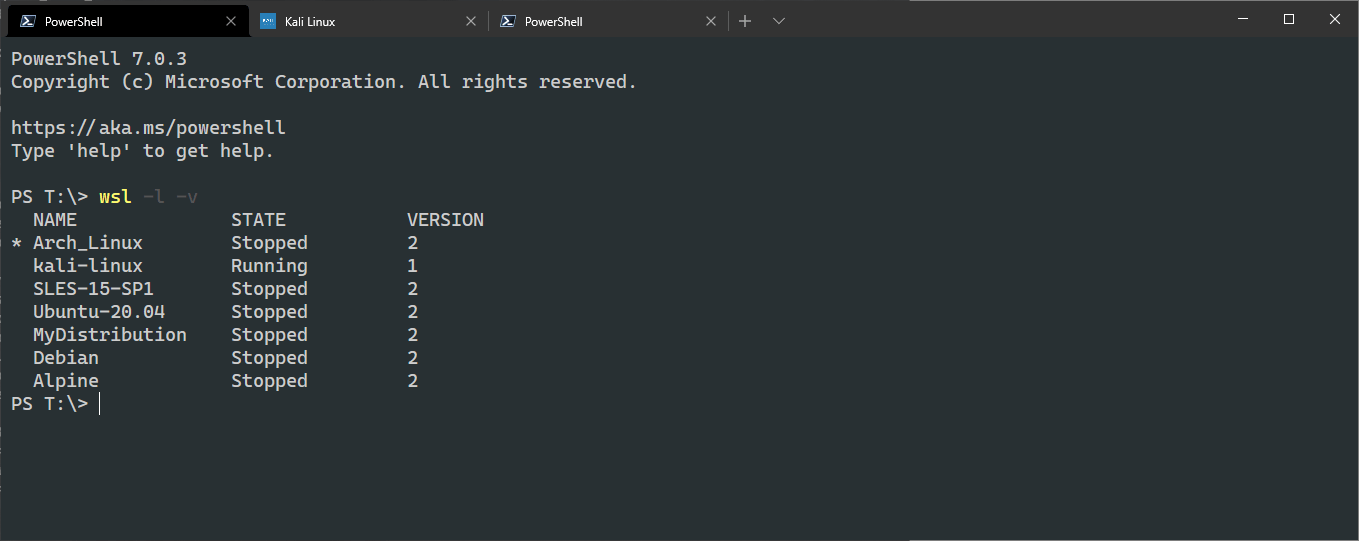 PowerShell Kali Linux PowerShell
PowerShell 7.0.3
Copyright (c) Microsoft Corporation. All rights reserved.
https://aka.ms/powershell
Type 'help' to get help.
PS T:\> wsl -l -v
NAME STATE VERSION
* Arch_Linux Stopped 2
kali-linux Running 1
SLES-15-SP1 Stopped 2
Ubuntu-20.04 Stopped 2
MyDistribution Stopped 2
Debian Stopped 2
Alpine Stopped 2
PS T:\>